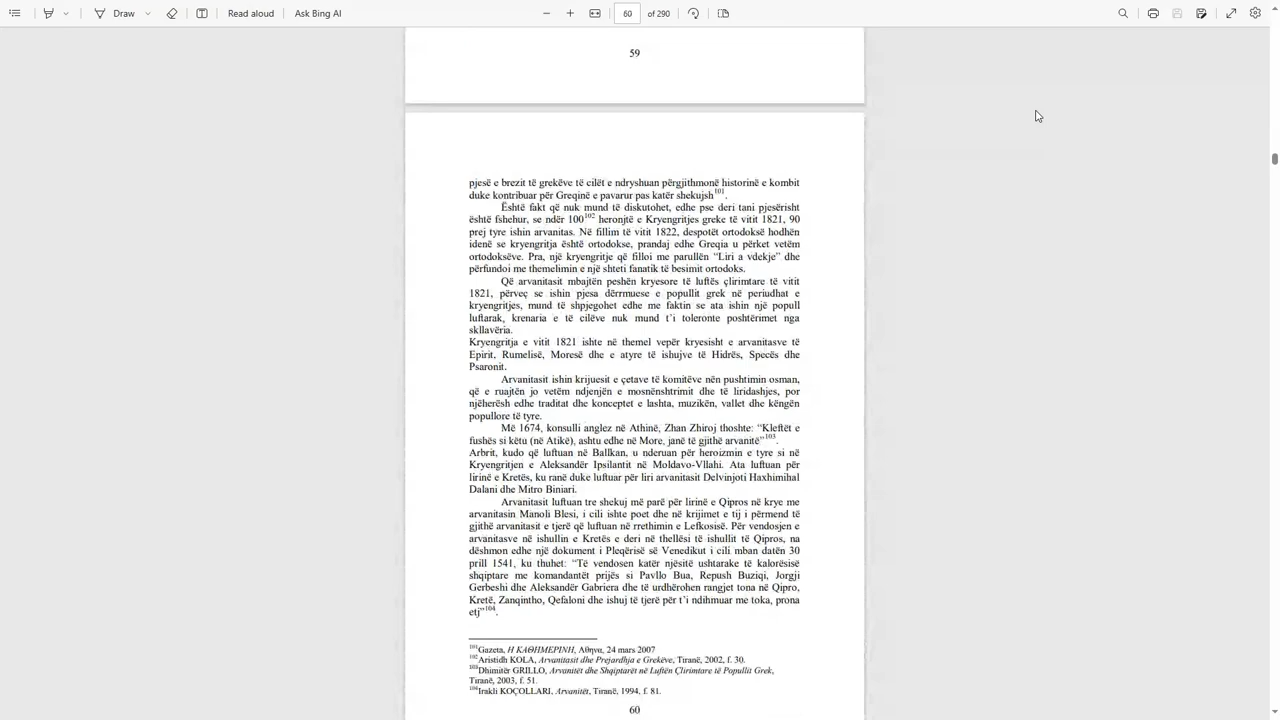 Draw
Read aloud
Ask Bing AI
60
of 290
59
pjesë e brezit të grekëve të cilët e ndryshuan përgjithmonë historinë e kombit
duke kontribuar për Greqinë e pavarur pas katër shekujsh101.
Është fakt që nuk mund të diskutohet, edhe pse deri tani pjesërisht
është fshehur, se ndër 100102 heronjtë e Kryengritjes greke të vitit 1821, 90
prej tyre ishin arvanitas. Në fillim të vitit 1822, despotët ortodoksë hodhën
idenë se kryengritja është ortodokse, prandaj edhe Greqia u përket vetëm
ortodoksëve. Pra, një kryengritje që filloi me parullën “Liri a vdekje” dhe
përfundoi me themelimin e një shteti fanatik të besimit ortodoks.
Që arvanitasit mbajtën peshën kryesore të luftës çlirimtare të vitit
1821, përveç se ishin pjesa dërrmuese e popullit grek në periudhat e
kryengritjes, mund të shpjegohet edhe me faktin se ata ishin një popull
luftarak, krenaria e të cilëve nuk mund t’i toleronte poshtërimet nga
skllavëria.
Kryengritja e vitit 1821 ishte në themel vepër kryesisht e arvanitasve të
Epirit, Rumelisë, Moresë dhe e atyre të ishujve të Hidrës, Specës dhe
Psaronit.
Arvanitasit ishin krijuesit e çetave të komitëve nën pushtimin osman,
që e ruajtën jo vetëm ndjenjën e mosnënshtrimit dhe të liridashjes, por
njëherësh edhe traditat dhe konceptet e lashta, muzikën, vallet dhe këngën
popullore të tyre.
Më 1674, konsulli anglez në Athinë, Zhan Zhiroj thoshte: “Kleftët e
fushës si këtu (në Atikë), ashtu edhe në More, janë të gjithë arvanitë”103.
Arbrit, kudo që luftuan në Ballkan, u nderuan për heroizmin e tyre si në
Kryengritjen e Aleksandër Ipsilantit në Moldavo-Vllahi. Ata luftuan për
lirinë e Kretës, ku ranë duke luftuar për liri arvanitasit Delvinjoti Haxhimihal
Dalani dhe Mitro Biniari.
Arvanitasit luftuan tre shekuj më parë për lirinë e Qipros në krye me
arvanitasin Manoli Blesi, i cili ishte poet dhe në krijimet e tij i përmend të
gjithë arvanitasit e tjerë që luftuan në rrethimin e Lefkosisë. Për vendosjen e
arvanitasve në ishullin e Kretës e deri në thellësi të ishullit të Qipros, na
dëshmon edhe një dokument i Pleqërisë së Venedikut i cili mban datën 30
prill 1541, ku thuhet: “Të vendosen katër njësitë ushtarake të kalorësisë
shqiptare me komandantët prijës si Pavllo Bua, Repush Buziqi, Jorgji
Gerbeshi dhe Aleksandër Gabriera dhe të urdhërohen rangjet tona në Qipro,
Kretë, Zanqintho, Qefaloni dhe ishuj të tjerë për t’i ndihmuar me toka, prona
etj”104.
101Gazeta, Η ΚΑΘΗΜΕΡΙΝΗ, Αθηνα, 24 mars 2007
102Aristidh KOLA, Arvanitasit dhe Prejardhja e Grekëve, Tiranë, 2002, f. 30.
103Dhimitër GRILLO, Arvanitët dhe Shqiptarët në Luftën Çlirimtare të Popullit Grek,
Tiranë, 2003, f. 51.
104Irakli KOÇOLLARI, Arvanitët, Tiranë, 1994, f. 81.
60